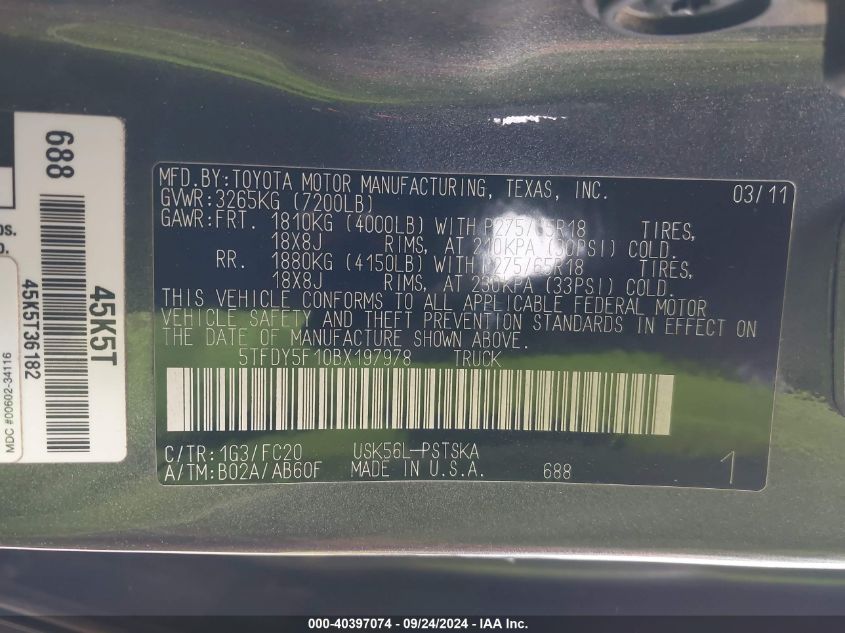 MFD.BY:TOYOTA MOTOR MANUFACTURING, TEXAS, INC. 03/11
GVWR:3265KG (7200LB)
GAWR:FRT. 1810KG (4000LB) WITH P275/65R18 TIRES,
18X8J RIMS, AT 210KPA (30PSI) COLD.
RR. 1880KG (4150LB) WITH P275/65R18 TIRES,
18X8J RIMS, AT 230KPA (33PSI) COLD.
THIS VEHICLE CONFORMS TO ALL APPLICABLE FEDERAL MOTOR
VEHICLE SAFETY AND THEFT PREVENTION STANDARDS IN EFFECT ON
THE DATE OF MANUFACTURE SHOWN ABOVE.
5TFDY5F10BX197978 TRUCK
C/TR:1G3/FC20 USK56L-PSTSKA
A/TM:B02A/AB60F MADE IN U.S.A. 688 1
688
45K5T
45K5T36182
MDC #00602-34116
000-40397074 - 09/24/2024 - IAA Inc.